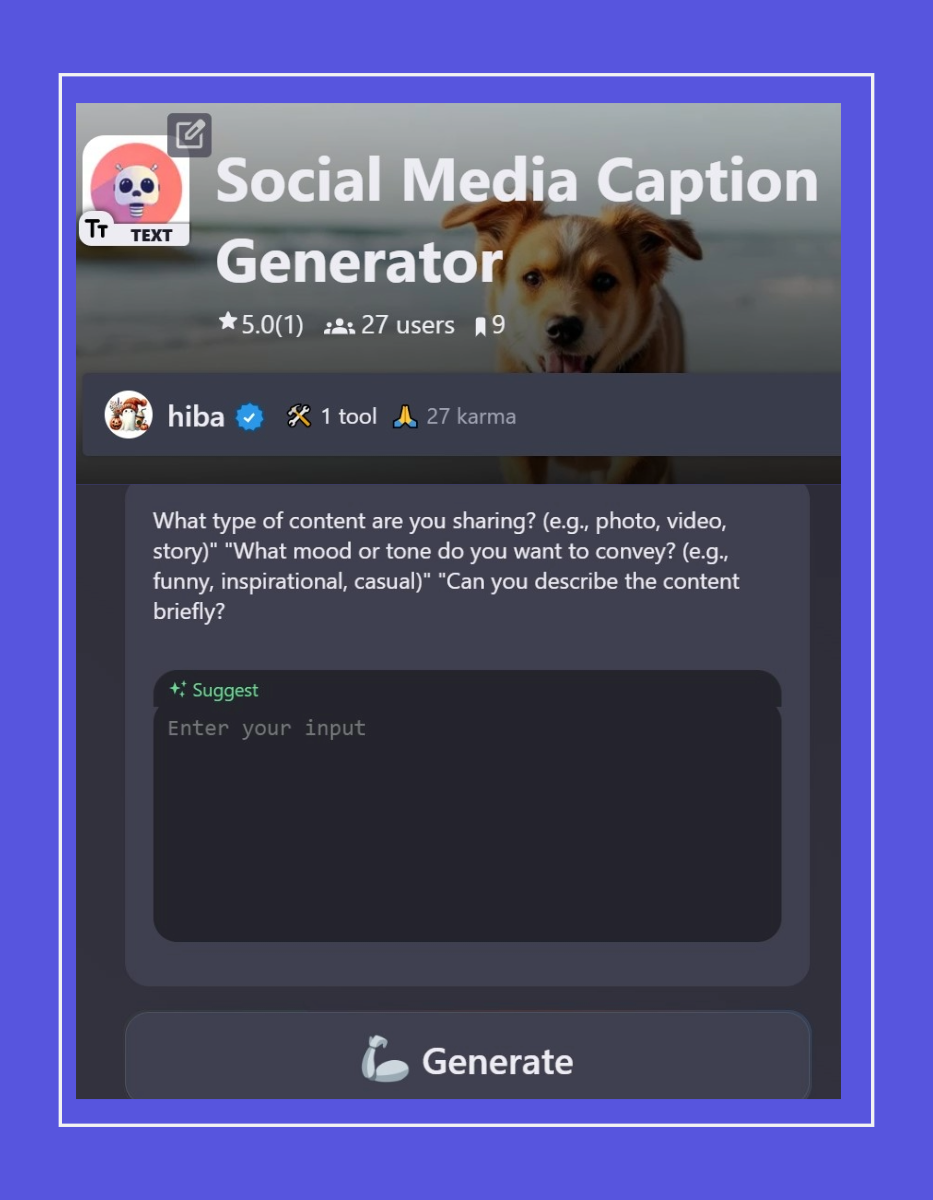 Social Media Caption
Generator
Tт TEXT
5.0(1) 27 users 9
hiba 1 tool 27 karma
What type of content are you sharing? (e.g., photo, video,
story)" "What mood or tone do you want to convey? (e.g.,
funny, inspirational, casual)" "Can you describe the content
briefly?
Suggest
Enter your input
Generate